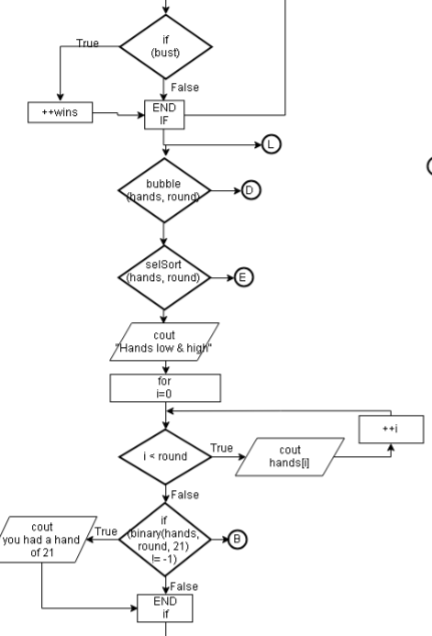 if
(bust)
True
False
++wins
END
IF
L
bubble
(hands, round)
D
selSort
(hands, round)
E
cout
"Hands low & high"
for
i=0
++i
i < round
True
cout
hands[i]
False
if
(binary(hands,
round, 21)
!= -1)
True
B
cout
you had a hand
of 21
False
END
if